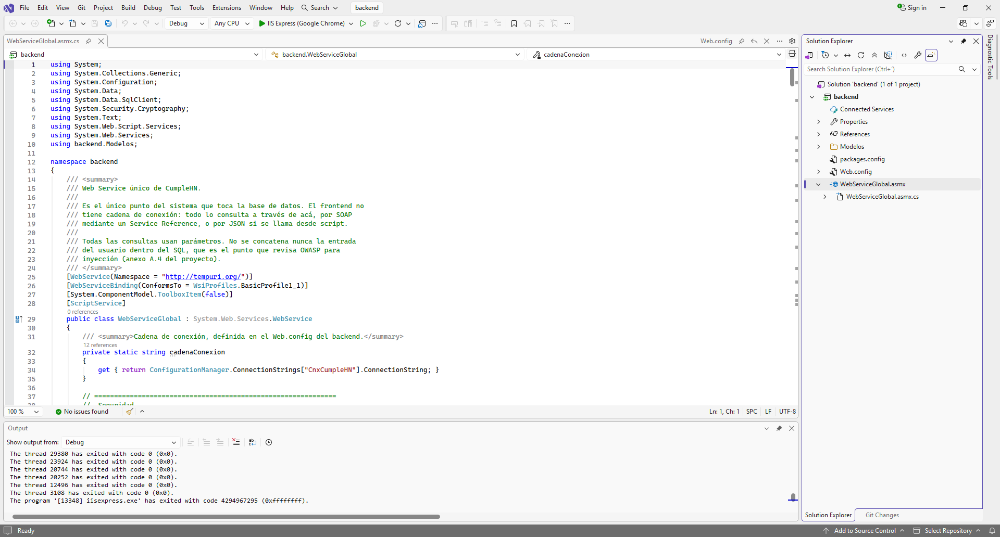 File Edit View Git Project Build Debug Test Tools Extensions Window Help Search backend Sign in
Debug Any CPU IIS Express (Google Chrome)
WebServiceGlobal.asmx.cs Web.config
backend backend.WebServiceGlobal cadenaConexion
1 using System;
2 using System.Collections.Generic;
3 using System.Configuration;
4 using System.Data;
5 using System.Data.SqlClient;
6 using System.Security.Cryptography;
7 using System.Text;
8 using System.Web.Script.Services;
9 using System.Web.Services;
10 using backend.Modelos;
11
12 namespace backend
13 {
14 /// <summary>
15 /// Web Service único de CumpleHN.
16 ///
17 /// Es el único punto del sistema que toca la base de datos. El frontend no
18 /// tiene cadena de conexión: todo lo consulta a través de acá, por SOAP
19 /// mediante un Service Reference, o por JSON si se llama desde script.
20 ///
21 /// Todas las consultas usan parámetros. No se concatena nunca la entrada
22 /// del usuario dentro del SQL, que es el punto que revisa OWASP para
23 /// inyección (anexo A.4 del proyecto).
24 /// </summary>
25 [WebService(Namespace = "http://tempuri.org/")]
26 [WebServiceBinding(ConformsTo = WsiProfiles.BasicProfile1_1)]
27 [System.ComponentModel.ToolboxItem(false)]
28 [ScriptService]
0 references
29 public class WebServiceGlobal : System.Web.Services.WebService
30 {
31 /// <summary>Cadena de conexión, definida en el Web.config del backend.</summary>
12 references
32 private static string cadenaConexion
33 {
34 get { return ConfigurationManager.ConnectionStrings["CnxCumpleHN"].ConnectionString; }
35 }
36
37 // =============================================================
38 // Seguridad
100 % No issues found Ln: 1, Ch: 1 SPC LF UTF-8
Output
Show output from: Debug
The thread 29380 has exited with code 0 (0x0).
The thread 23924 has exited with code 0 (0x0).
The thread 20744 has exited with code 0 (0x0).
The thread 20252 has exited with code 0 (0x0).
The thread 12496 has exited with code 0 (0x0).
The thread 3108 has exited with code 0 (0x0).
The program '[13348] iisexpress.exe' has exited with code 4294967295 (0xffffffff).
Solution Explorer
Search Solution Explorer (Ctrl+´)
Solution 'backend' (1 of 1 project)
backend
Connected Services
Properties
References
Modelos
packages.config
Web.config
WebServiceGlobal.asmx
WebServiceGlobal.asmx.cs
Solution Explorer Git Changes
Diagnostic Tools
Ready Add to Source Control Select Repository